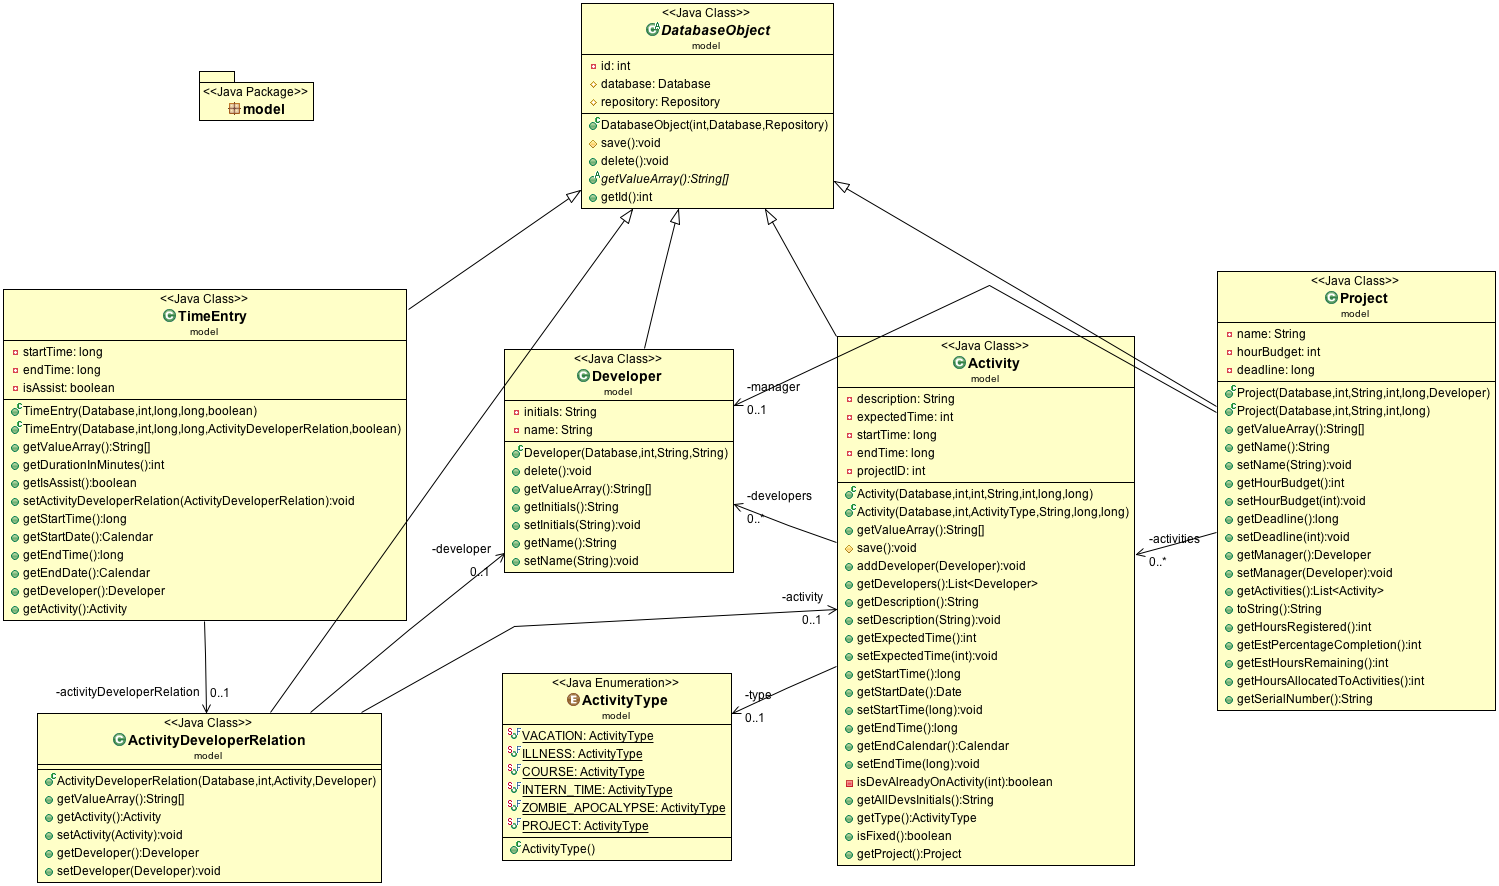 <<Java Class>>
DatabaseObject
model
id: int
database: Database
repository: Repository
DatabaseObject(int,Database,Repository)
save():void
delete():void
getValueArray():String[]
getId():int
<<Java Package>>
model
<<Java Class>>
TimeEntry
model
startTime: long
endTime: long
isAssist: boolean
TimeEntry(Database,int,long,long,boolean)
TimeEntry(Database,int,long,long,ActivityDeveloperRelation,boolean)
getValueArray():String[]
getDurationInMinutes():int
getIsAssist():boolean
setActivityDeveloperRelation(ActivityDeveloperRelation):void
getStartTime():long
getStartDate():Calendar
getEndTime():long
getEndDate():Calendar
getDeveloper():Developer
getActivity():Activity
<<Java Class>>
Developer
model
initials: String
name: String
Developer(Database,int,String,String)
delete():void
getValueArray():String[]
getInitials():String
setInitials(String):void
getName():String
setName(String):void
-manager
0..1
-developers
0..*
-developer
0..1
-activity
0..1
-type
0..1
-activities
0..*
-activityDeveloperRelation
0..1
<<Java Class>>
Activity
model
description: String
expectedTime: int
startTime: long
endTime: long
projectID: int
Activity(Database,int,int,String,int,long,long)
Activity(Database,int,ActivityType,String,long,long)
getValueArray():String[]
save():void
addDeveloper(Developer):void
getDevelopers():List<Developer>
getDescription():String
setDescription(String):void
getExpectedTime():int
setExpectedTime(int):void
getStartTime():long
getStartDate():Date
setStartTime(long):void
getEndTime():long
getEndCalendar():Calendar
setEndTime(long):void
isDevAlreadyOnActivity(int):boolean
getAllDevsInitials():String
getType():ActivityType
isFixed():boolean
getProject():Project
<<Java Class>>
Project
model
name: String
hourBudget: int
deadline: long
Project(Database,int,String,int,long,Developer)
Project(Database,int,String,int,long)
getValueArray():String[]
getName():String
setName(String):void
getHourBudget():int
setHourBudget(int):void
getDeadline():long
setDeadline(int):void
getManager():Developer
setManager(Developer):void
getActivities():List<Activity>
toString():String
getHoursRegistered():int
getEstPercentageCompletion():int
getEstHoursRemaining():int
getHoursAllocatedToActivities():int
getSerialNumber():String
<<Java Class>>
ActivityDeveloperRelation
model
ActivityDeveloperRelation(Database,int,Activity,Developer)
getValueArray():String[]
getActivity():Activity
setActivity(Activity):void
getDeveloper():Developer
setDeveloper(Developer):void
<<Java Enumeration>>
ActivityType
model
VACATION: ActivityType
ILLNESS: ActivityType
COURSE: ActivityType
INTERN_TIME: ActivityType
ZOMBIE_APOCALYPSE: ActivityType
PROJECT: ActivityType
ActivityType()